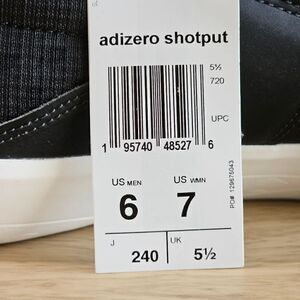 adizero shotput
5½
720
UPC
1 95740 48527 6
US MEN US WMN
6 7
PO# 129675043
J UK
240 5½